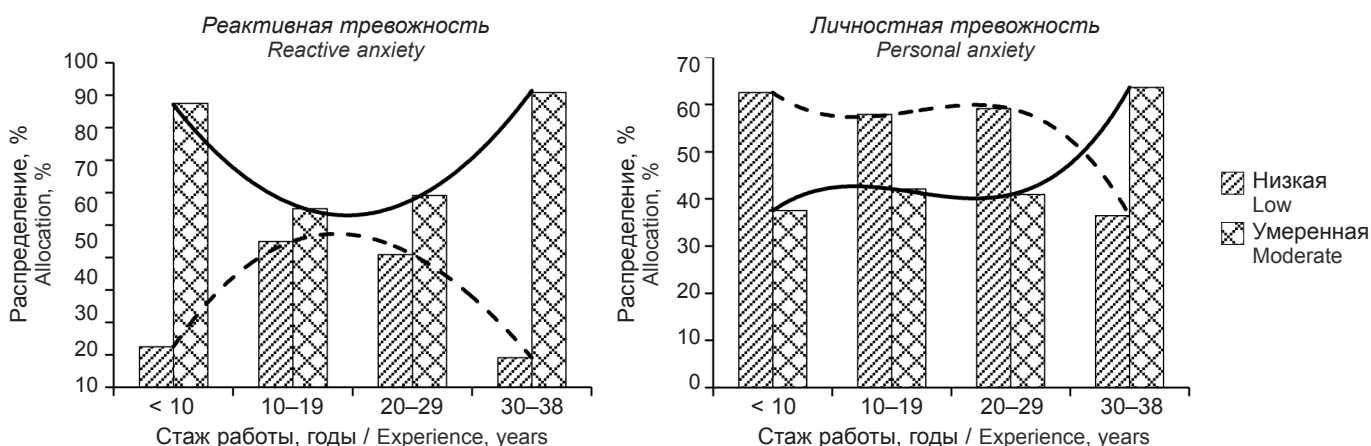 Реактивная тревожность
Reactive anxiety
Личностная тревожность
Personal anxiety
Распределение, %
Allocation, %
100
90
80
70
60
50
40
30
20
10
< 10
10–19
20–29
30–38
Стаж работы, годы / Experience, years
Распределение, %
Allocation, %
70
60
50
40
30
60
10
0
< 10
10–19
20–29
30–38
Стаж работы, годы / Experience, years
Низкая
Low
Умеренная
Moderate